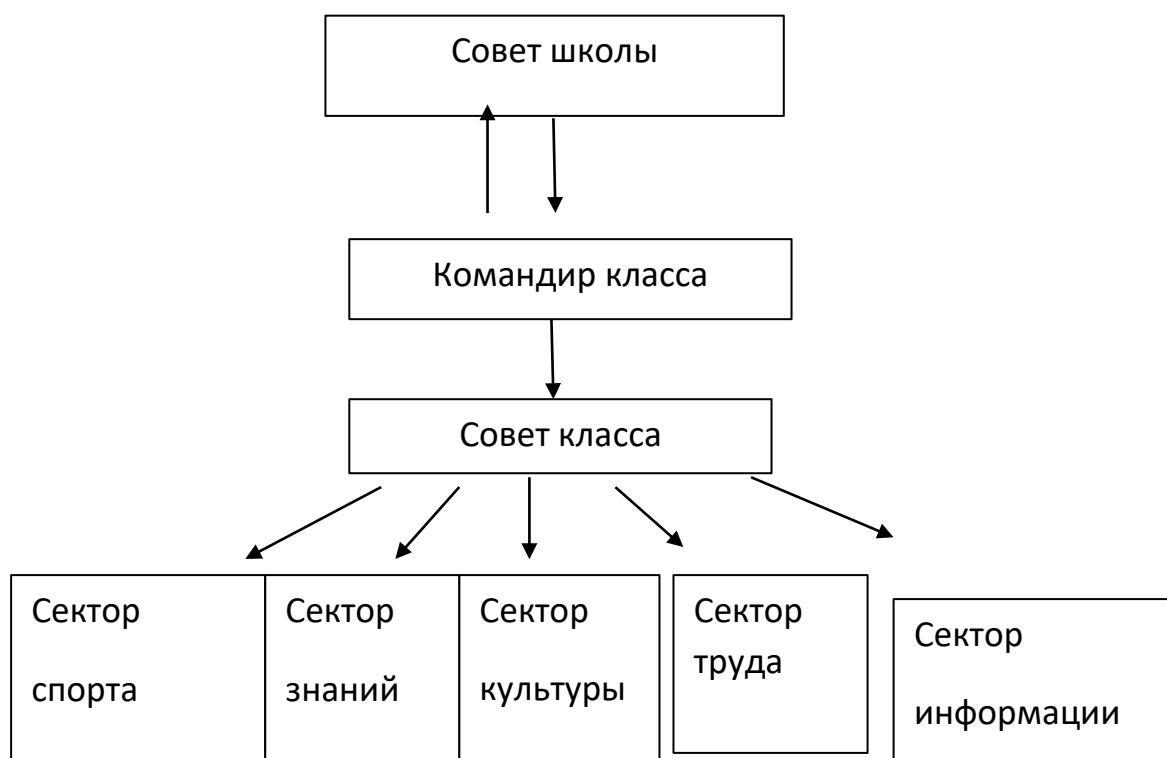 Совет школы
Командир класса
Совет класса
Сектор
спорта
Сектор
знаний
Сектор
культуры
Сектор
труда
Сектор
информации